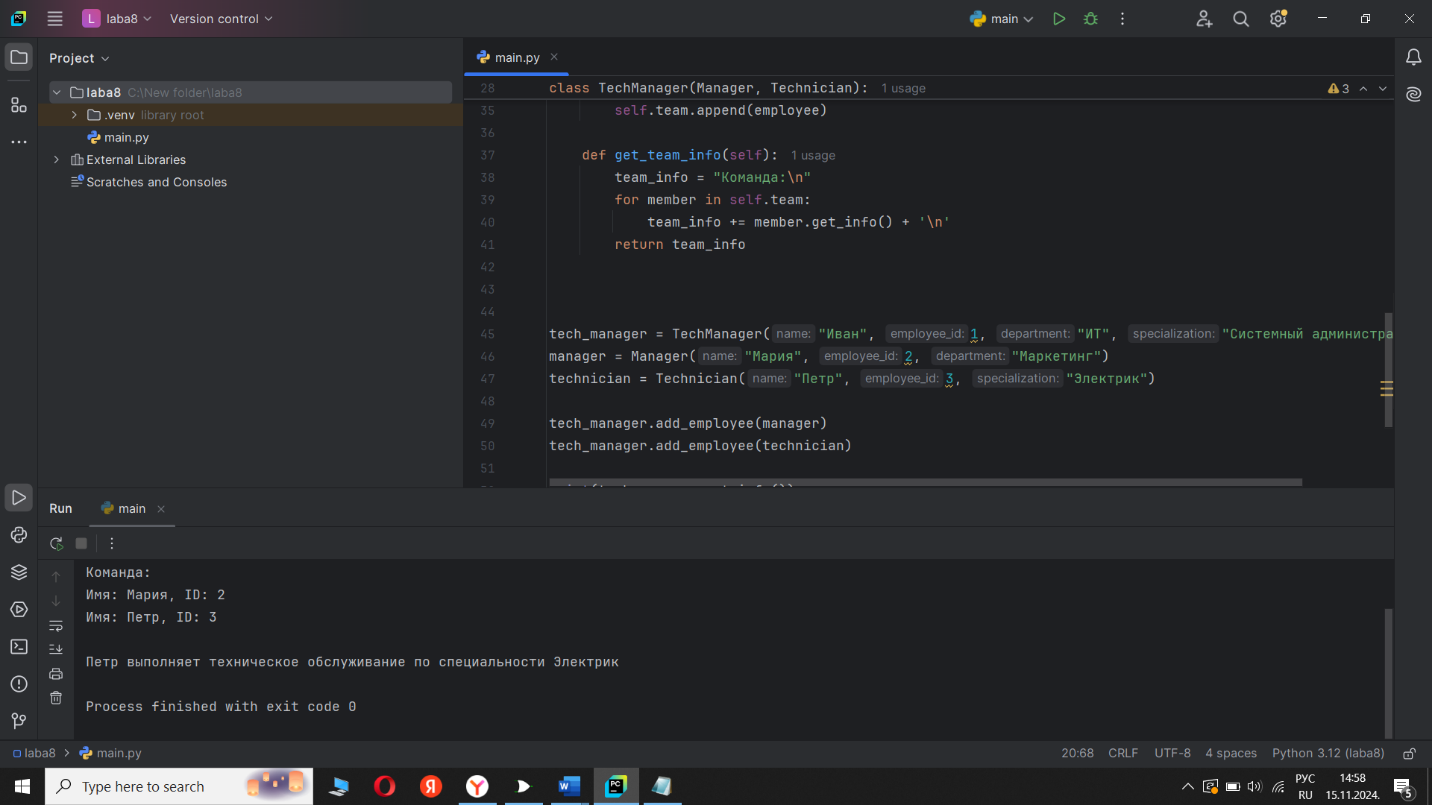 L laba8 Version control main
Project
main.py
laba8 C:\New folder\laba8
.venv library root
main.py
External Libraries
Scratches and Consoles
28 class TechManager(Manager, Technician): 1 usage 3
35 self.team.append(employee)
36
37 def get_team_info(self): 1 usage
38 team_info = "Команда:\n"
39 for member in self.team:
40 team_info += member.get_info() + '\n'
41 return team_info
42
43
44
45 tech_manager = TechManager( name: "Иван", employee_id: 1, department: "ИТ", specialization: "Системный администра
46 manager = Manager( name: "Мария", employee_id: 2, department: "Маркетинг")
47 technician = Technician( name: "Петр", employee_id: 3, specialization: "Электрик")
48
49 tech_manager.add_employee(manager)
50 tech_manager.add_employee(technician)
51
Run main
Команда:
Имя: Мария, ID: 2
Имя: Петр, ID: 3
Петр выполняет техническое обслуживание по специальности Электрик
Process finished with exit code 0
laba8 > main.py 20:68 CRLF UTF-8 4 spaces Python 3.12 (laba8)
Type here to search
РУС
RU
14:58
15.11.2024.
5